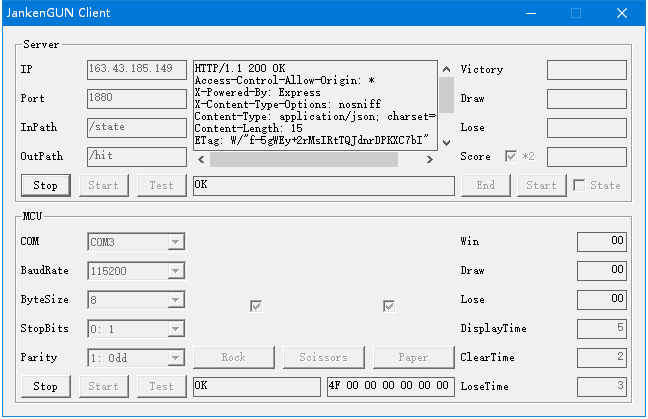 JankenGUN Client
Server
IP 163.43.185.149
Port 1880
InPath /state
OutPath /hit
Stop Start Test
HTTP/1.1 200 OK
Access-Control-Allow-Origin: *
X-Powered-By: Express
X-Content-Type-Options: nosniff
Content-Type: application/json; charset=
Content-Length: 15
ETag: W/"f-5gWEy+2rMsIRtTQJdnrDPKXC7bI"
OK
Victory
Draw
Lose
Score *2
End Start State
MCU
COM COM3
BaudRate 115200
ByteSize 8
StopBits 0: 1
Parity 1: Odd
Stop Start Test
Rock Scissors Paper
OK 4F 00 00 00 00 00 00
Win 00
Draw 00
Lose 00
DisplayTime 5
ClearTime 2
LoseTime 3